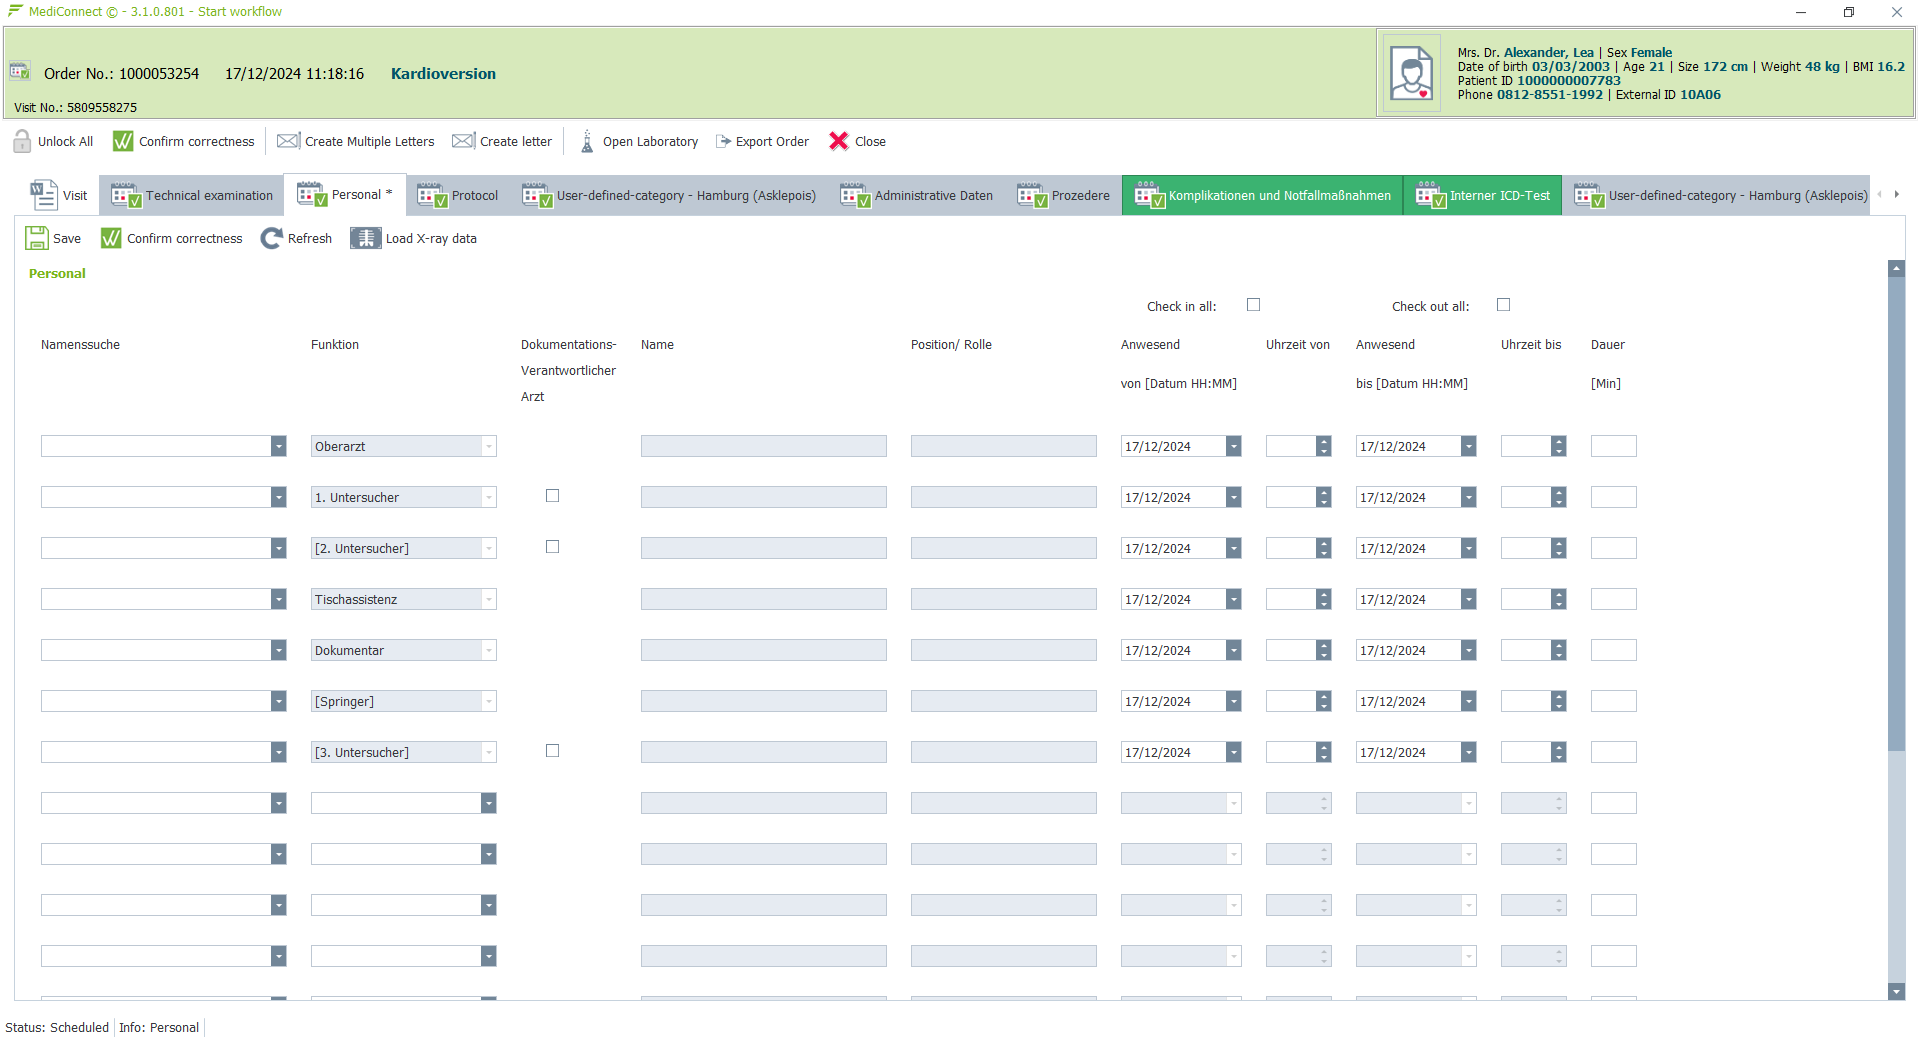 MediConnect © - 3.1.0.801 - Start workflow
Order No.: 1000053254 17/12/2024 11:18:16 Kardioversion
Visit No.: 5809558275
Mrs. Dr. Alexander, Lea | Sex Female
Date of birth 03/03/2003 | Age 21 | Size 172 cm | Weight 48 kg | BMI 16.2
Patient ID 1000000007783
Phone 0812-8551-1992 | External ID 10A06
Unlock All Confirm correctness Create Multiple Letters Create letter Open Laboratory Export Order Close
Visit Technical examination Personal * Protocol User-defined-category - Hamburg (Asklepois) Administrative Daten Prozedere Komplikationen und Notfallmaßnahmen Interner ICD-Test User-defined-category - Hamburg (Asklepois)
Save Confirm correctness Refresh Load X-ray data
Personal
Check in all: Check out all:
Namenssuche Funktion Dokumentations- Name Position/ Rolle Anwesend Uhrzeit von Anwesend Uhrzeit bis Dauer
Verantwortlicher
von [Datum HH:MM] bis [Datum HH:MM] [Min]
Arzt
Oberarzt 17/12/2024 17/12/2024
1. Untersucher 17/12/2024 17/12/2024
[2. Untersucher] 17/12/2024 17/12/2024
Tischassistenz 17/12/2024 17/12/2024
Dokumentar 17/12/2024 17/12/2024
[Springer] 17/12/2024 17/12/2024
[3. Untersucher] 17/12/2024 17/12/2024
Status: Scheduled Info: Personal